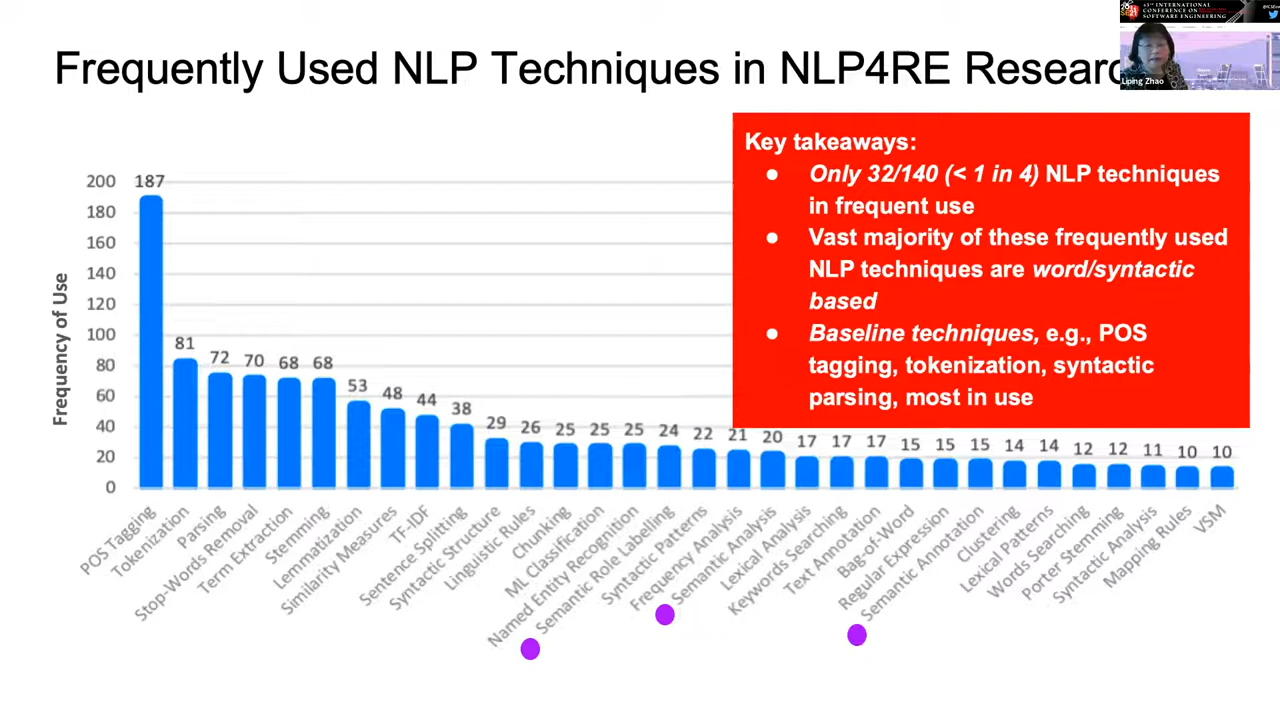 Frequently Used NLP Techniques in NLP4RE Researc
43rd INTERNATIONAL
CONFERENCE ON
SOFTWARE ENGINEERING
Liping Zhao
Key takeaways:
● Only 32/140 (< 1 in 4) NLP techniques
in frequent use
● Vast majority of these frequently used
NLP techniques are word/syntactic
based
● Baseline techniques, e.g., POS
tagging, tokenization, syntactic
parsing, most in use
Frequency of Use
200
180
160
140
120
100
80
60
40
20
0
187
81
72
70
68
68
53
48
44
38
29
26
25
25
25
24
22
21
20
17
17
17
15
15
15
14
14
12
12
11
10
10
POS Tagging
Tokenization
Parsing
Stop-Words Removal
Term Extraction
Stemming
Lemmatization
Similarity Measures
TF-IDF
Sentence Splitting
Syntactic Structure
Linguistic Rules
Chunking
ML Classification
Named Entity Recognition
Semantic Role Labelling
Syntactic Patterns
Frequency Analysis
Semantic Analysis
Lexical Analysis
Keywords Searching
Text Annotation
Bag-of-Word
Regular Expression
Semantic Annotation
Clustering
Lexical Patterns
Words Searching
Porter Stemming
Syntactic Analysis
Mapping Rules
VSM